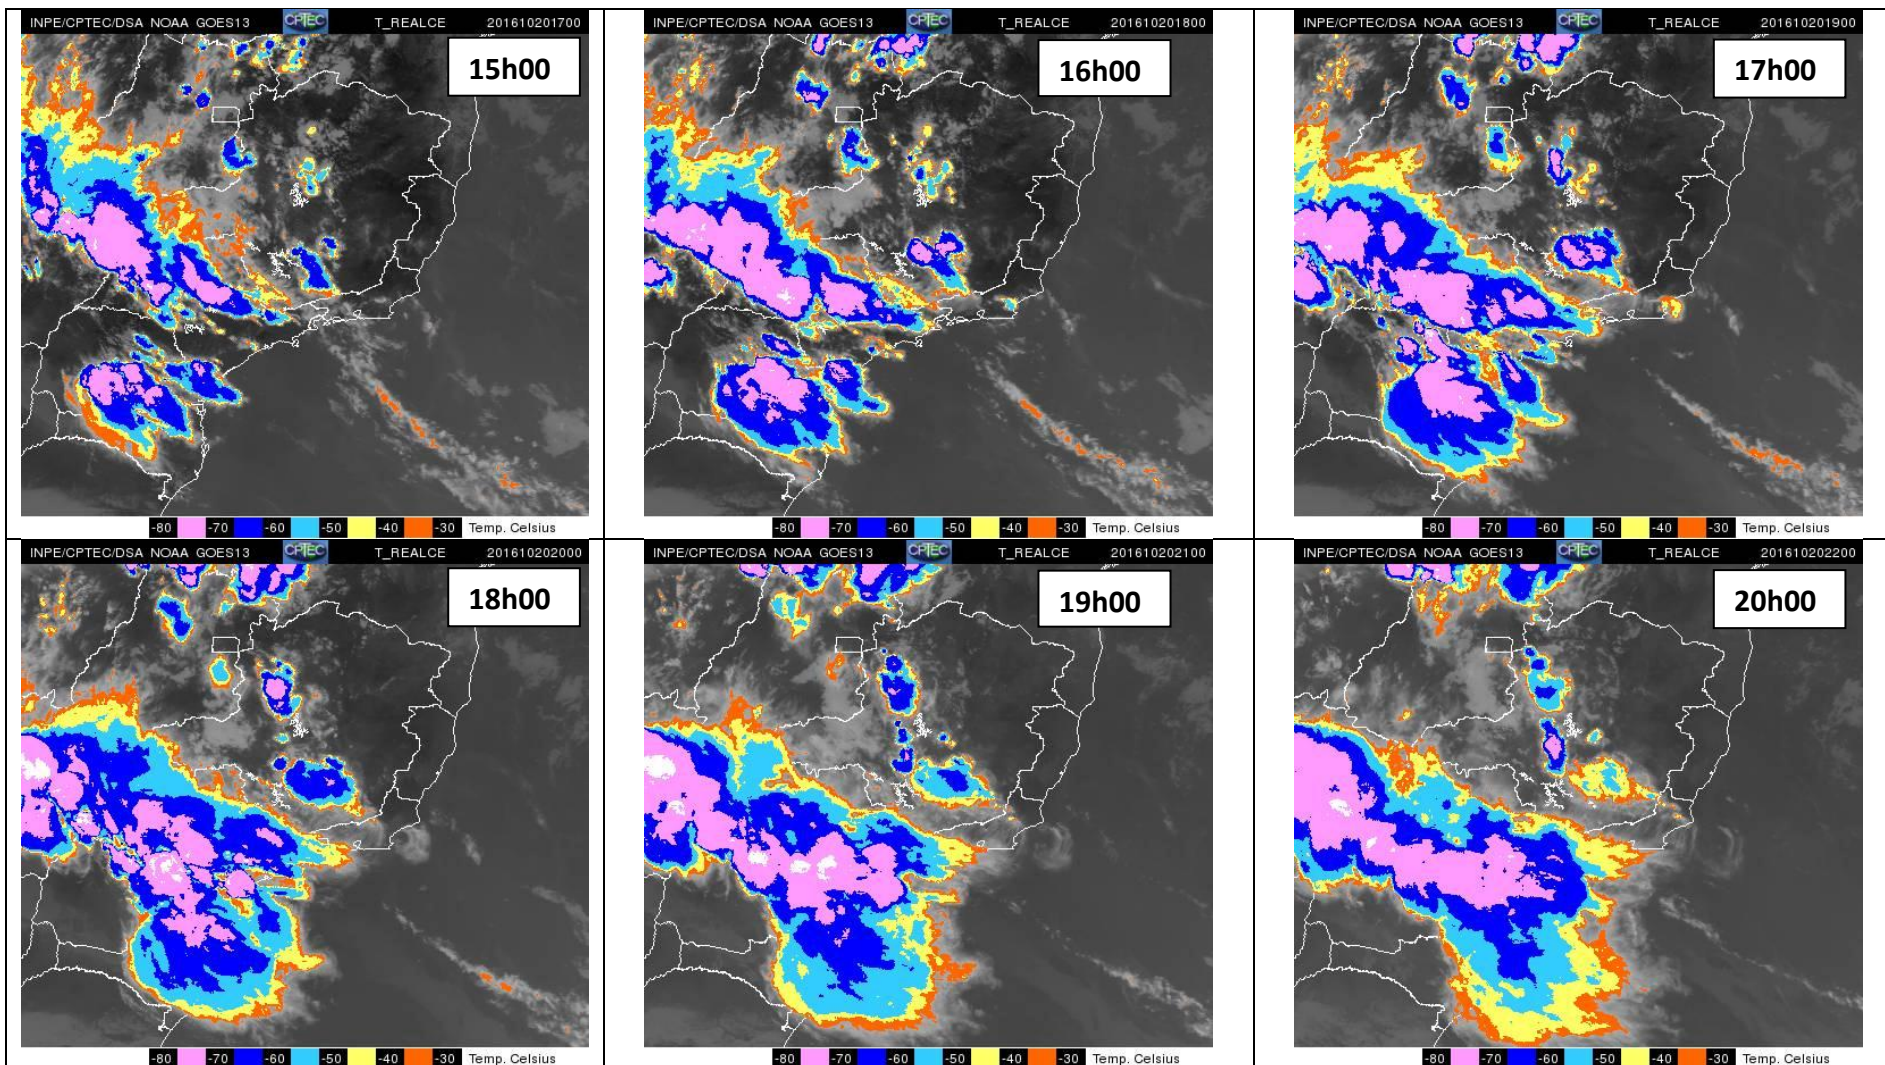 INPE/CPTEC/DSA NOAA GOES13 CPTEC T_REALCE 201610201700
15h00
-80 -70 -60 -50 -40 -30 Temp. Celsius
INPE/CPTEC/DSA NOAA GOES13 CPTEC T_REALCE 201610201800
16h00
-80 -70 -60 -50 -40 -30 Temp. Celsius
INPE/CPTEC/DSA NOAA GOES13 CPTEC T_REALCE 201610201900
17h00
-80 -70 -60 -50 -40 -30 Temp. Celsius
INPE/CPTEC/DSA NOAA GOES13 CPTEC T_REALCE 201610202000
18h00
-80 -70 -60 -50 -40 -30 Temp. Celsius
INPE/CPTEC/DSA NOAA GOES13 CPTEC T_REALCE 201610202100
19h00
-80 -70 -60 -50 -40 -30 Temp. Celsius
INPE/CPTEC/DSA NOAA GOES13 CPTEC T_REALCE 201610202200
20h00
-80 -70 -60 -50 -40 -30 Temp. Celsius